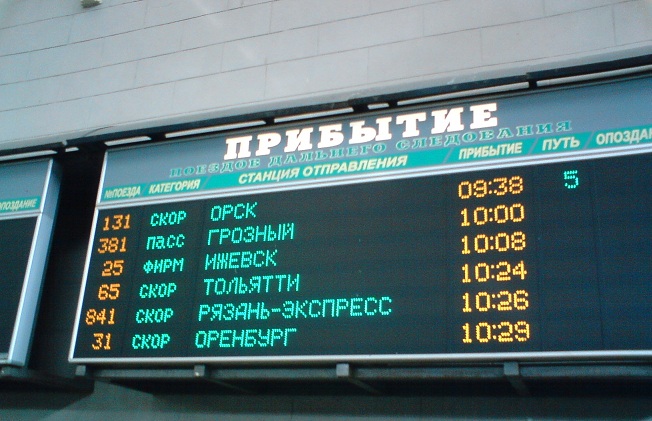 ПРИБЫТИЕ
ПОЕЗДОВ ДАЛЬНЕГО СЛЕДОВАНИЯ
№ПОЕЗДА КАТЕГОРИЯ СТАНЦИЯ ОТПРАВЛЕНИЯ ПРИБЫТИЕ ПУТЬ ОПОЗДАН
131 СКОР ОРСК 09:38 5
381 ПАСС ГРОЗНЫЙ 10:00
25 ФИРМ ИЖЕВСК 10:08
65 СКОР ТОЛЬЯТТИ 10:24
841 СКОР РЯЗАНЬ-ЭКСПРЕСС 10:26
31 СКОР ОРЕНБУРГ 10:29
ОПОЗДАНИЕ